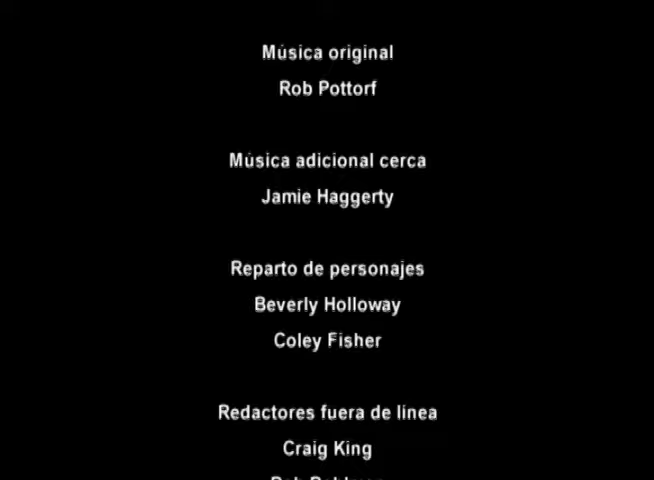 Música original
Rob Pottorf
Música adicional cerca
Jamie Haggerty
Reparto de personajes
Beverly Holloway
Coley Fisher
Redactores fuera de línea
Craig King